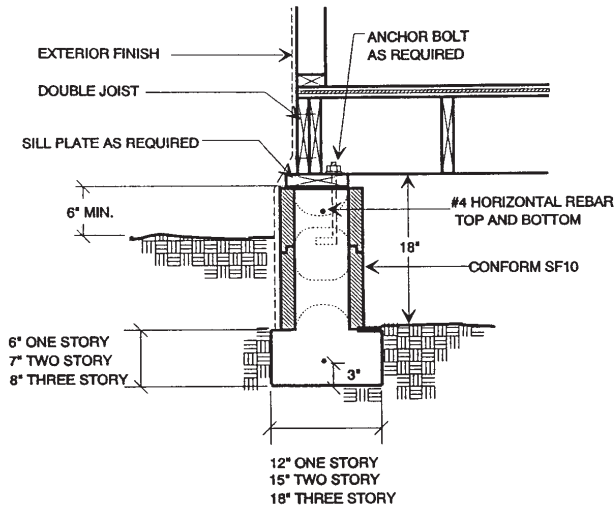 ANCHOR BOLT
AS REQUIRED
EXTERIOR FINISH
DOUBLE JOIST
SILL PLATE AS REQUIRED
6" MIN.
#4 HORIZONTAL REBAR
TOP AND BOTTOM
18"
CONFORM SF10
6" ONE STORY
7" TWO STORY
8" THREE STORY
3"
12" ONE STORY
15" TWO STORY
18" THREE STORY